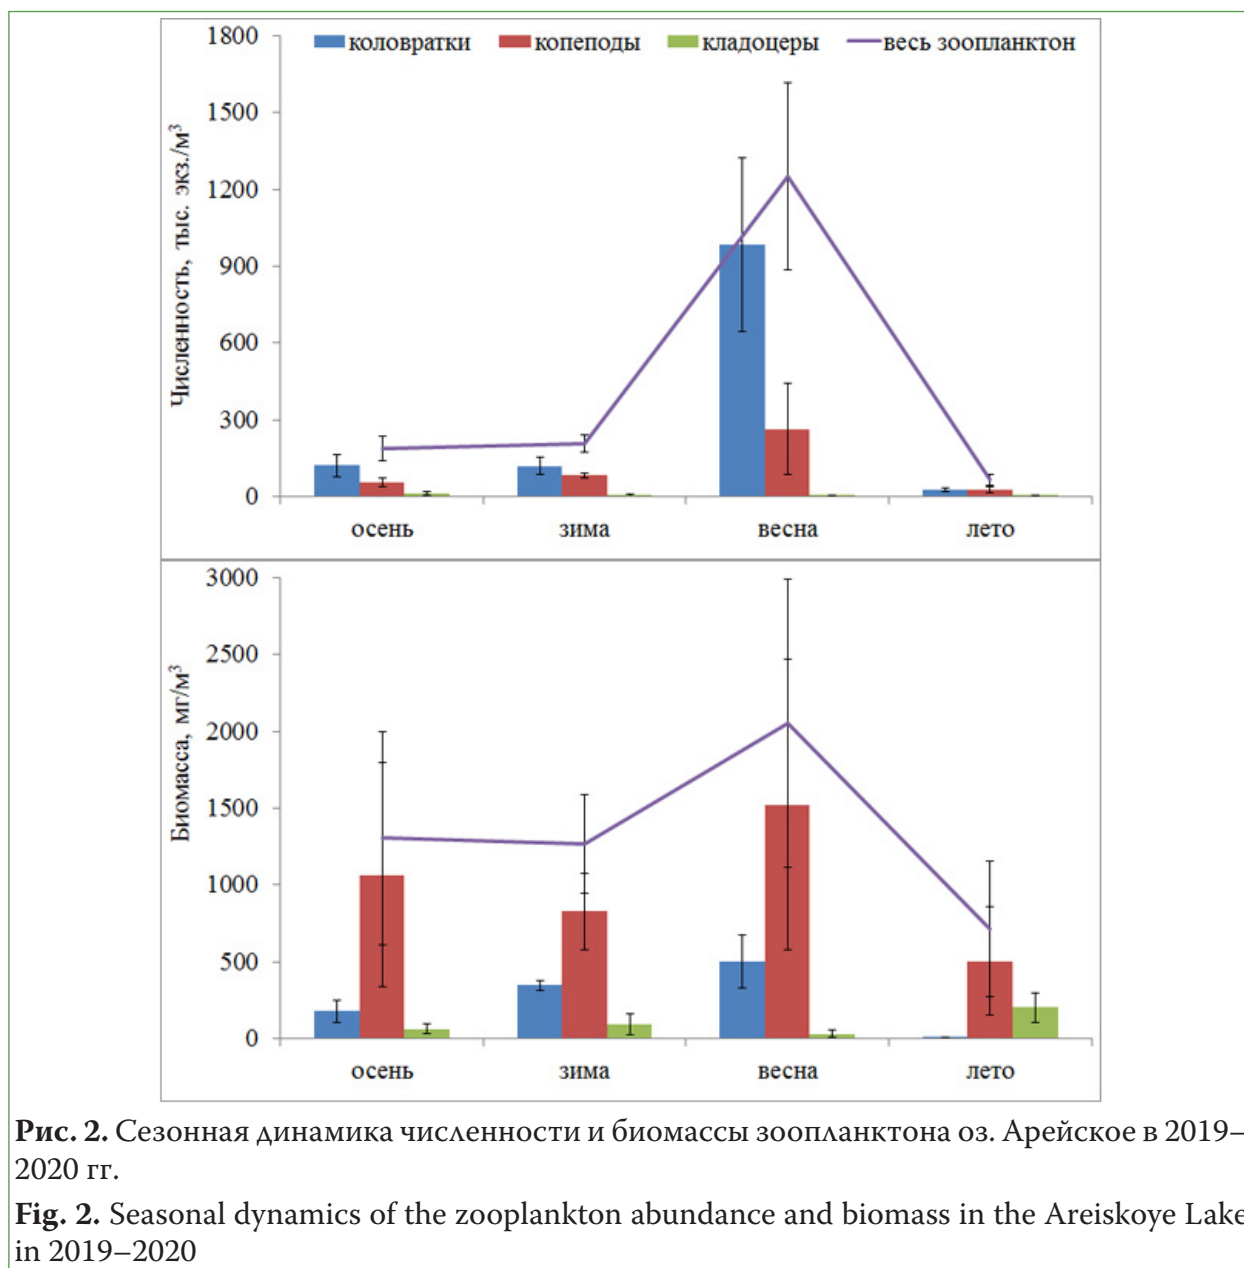 коловратки копеподы кладоцеры весь зоопланктон
Численность, тыс. экз./м³
1800
1500
1200
900
600
300
0
осень зима весна лето
Биомасса, мг/м³
3000
2500
2000
1500
1000
500
0
осень зима весна лето
Рис. 2. Сезонная динамика численности и биомассы зоопланктона оз. Арейское в 2019–
2020 гг.
Fig. 2. Seasonal dynamics of the zooplankton abundance and biomass in the Areiskoye Lake
in 2019–2020